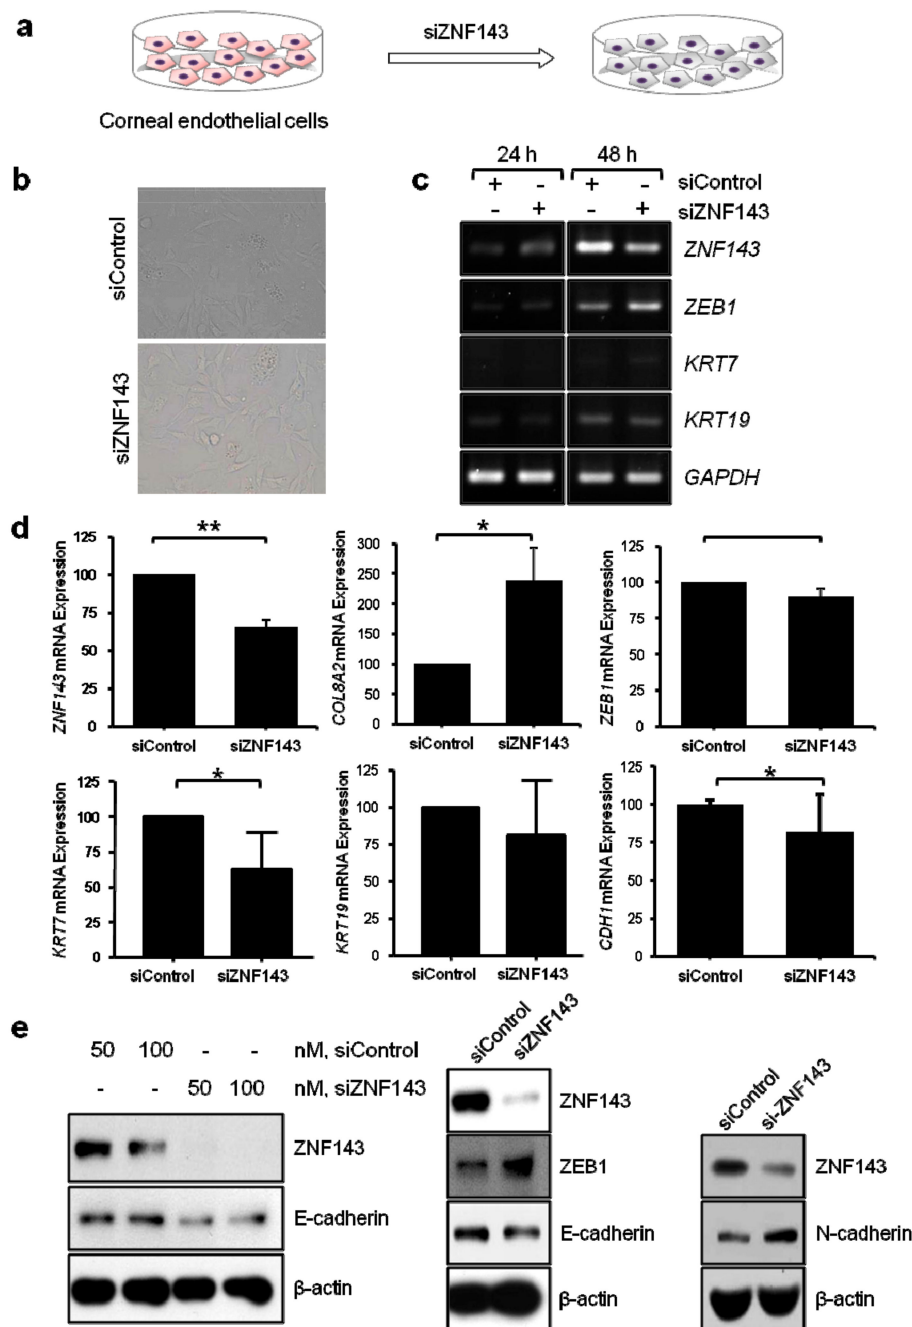 a
siZNF143
Corneal endothelial cells
b
siControl
siZNF143
c
24 h 48 h
+ - + - siControl
- + - + siZNF143
ZNF143
ZEB1
KRT7
KRT19
GAPDH
d
ZNF143 mRNA Expression
125
100
75
50
25
0
**
siControl siZNF143
COL8A2 mRNA Expression
300
250
200
150
100
50
0
*
siControl siZNF143
ZEB1 mRNA Expression
125
100
75
50
25
0
siControl siZNF143
KRT7 mRNA Expression
125
100
75
50
25
0
*
siControl siZNF143
KRT19 mRNA Expression
125
100
75
50
25
0
siControl siZNF143
CDH1 mRNA Expression
125
100
75
50
25
0
*
siControl siZNF143
e
50 100 - - nM, siControl
- - 50 100 nM, siZNF143
ZNF143
E-cadherin
β-actin
siControl
siZNF143
ZNF143
ZEB1
E-cadherin
β-actin
siControl
si-ZNF143
ZNF143
N-cadherin
β-actin